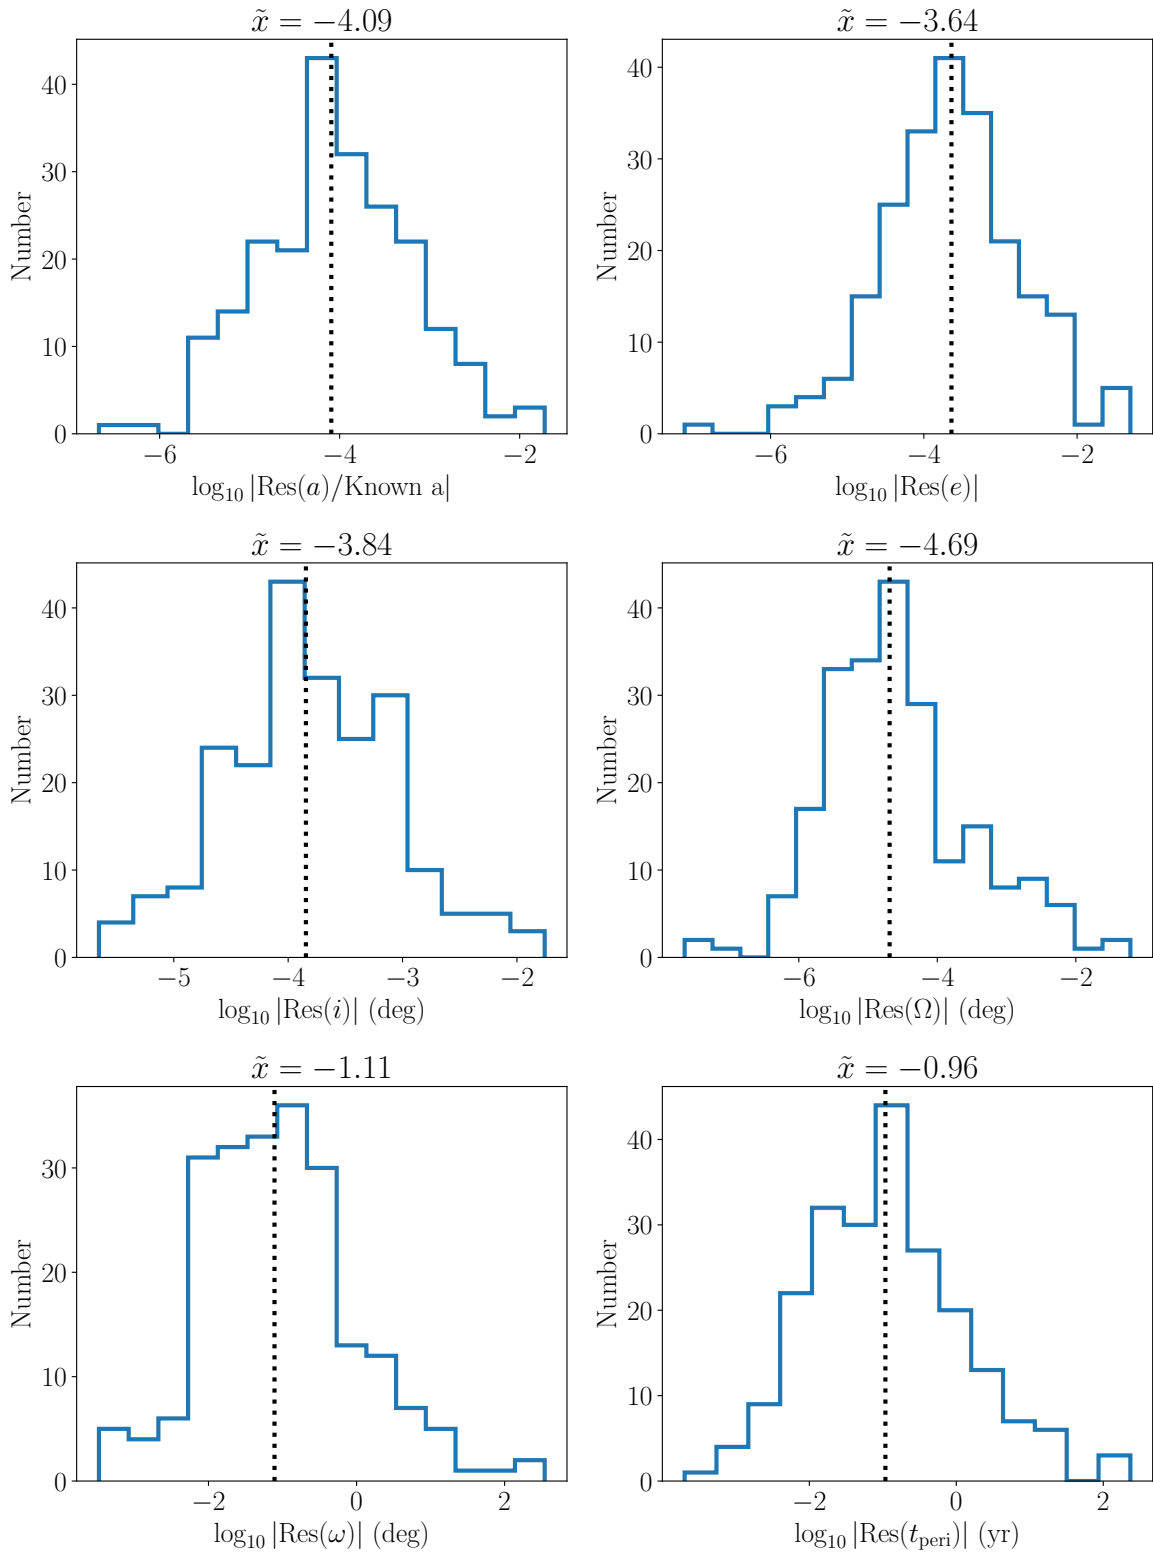 x̃ = −4.09
x̃ = −3.64
Number
40
30
20
10
0
−6 −4 −2
log₁₀ |Res(a)/Known a|
Number
40
30
20
10
0
−6 −4 −2
log₁₀ |Res(e)|
x̃ = −3.84
x̃ = −4.69
Number
40
30
20
10
0
−5 −4 −3 −2
log₁₀ |Res(i)| (deg)
Number
40
30
20
10
0
−6 −4 −2
log₁₀ |Res(Ω)| (deg)
x̃ = −1.11
x̃ = −0.96
Number
30
20
10
0
−2 0 2
log₁₀ |Res(ω)| (deg)
Number
40
30
20
10
0
−2 0 2
log₁₀ |Res(t_peri)| (yr)